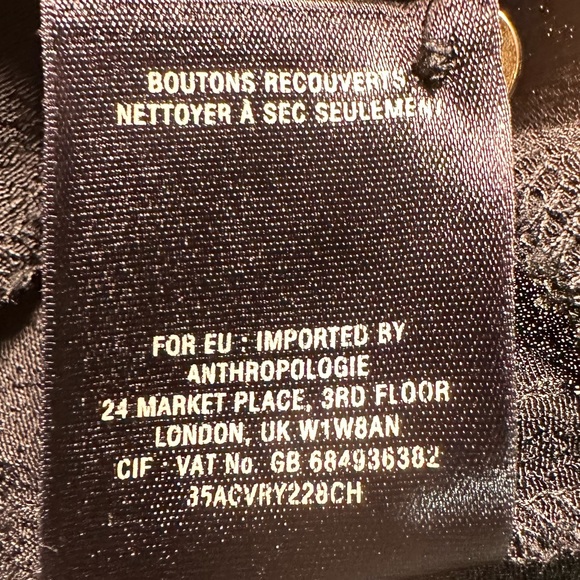 BOUTONS RECOUVERTS
NETTOYER À SEC SEULEMENT
FOR EU · IMPORTED BY
ANTHROPOLOGIE
24 MARKET PLACE, 3RD FLOOR
LONDON, UK W1W8AN
CIF · VAT No. GB 684936382
35ACVRY228CH